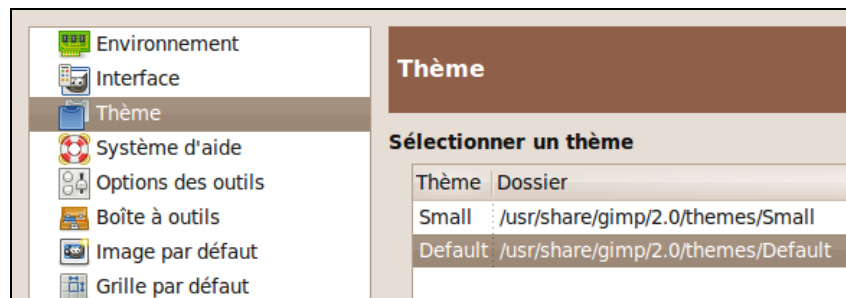 Environnement
Interface
Thème
Système d'aide
Options des outils
Boîte à outils
Image par défaut
Grille par défaut
Thème
Sélectionner un thème
Thème Dossier
Small /usr/share/gimp/2.0/themes/Small
Default /usr/share/gimp/2.0/themes/Default